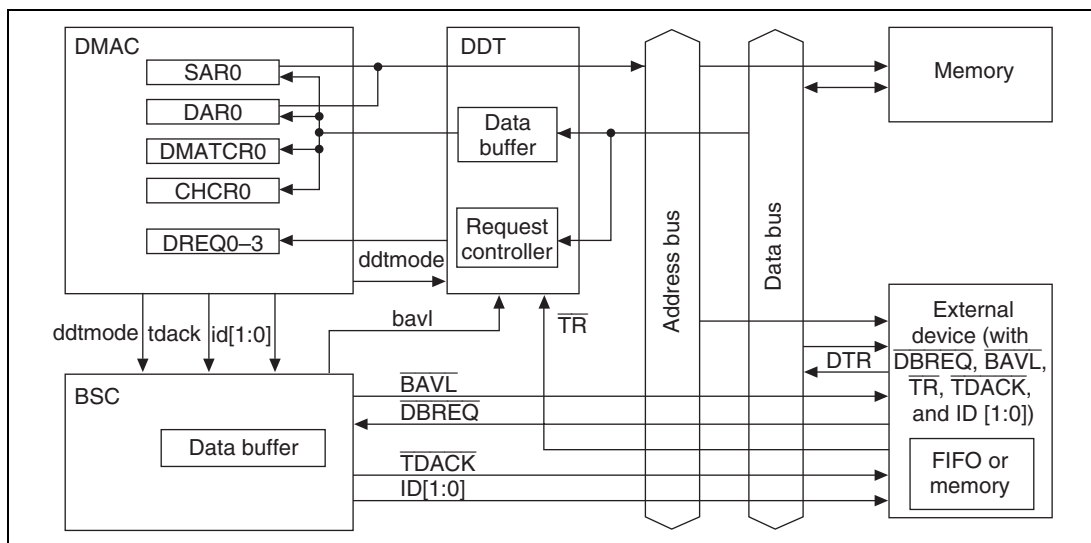 DMAC
SAR0
DAR0
DMATCR0
CHCR0
DREQ0–3
DDT
Data
buffer
Request
controller
ddtmode
Address bus
Data bus
Memory
ddtmode
tdack
id[1:0]
bavl
TR
BSC
Data buffer
BAVL
DBREQ
TDACK
ID[1:0]
DTR
External
device (with
DBREQ, BAVL,
TR, TDACK,
and ID [1:0])
FIFO or
memory